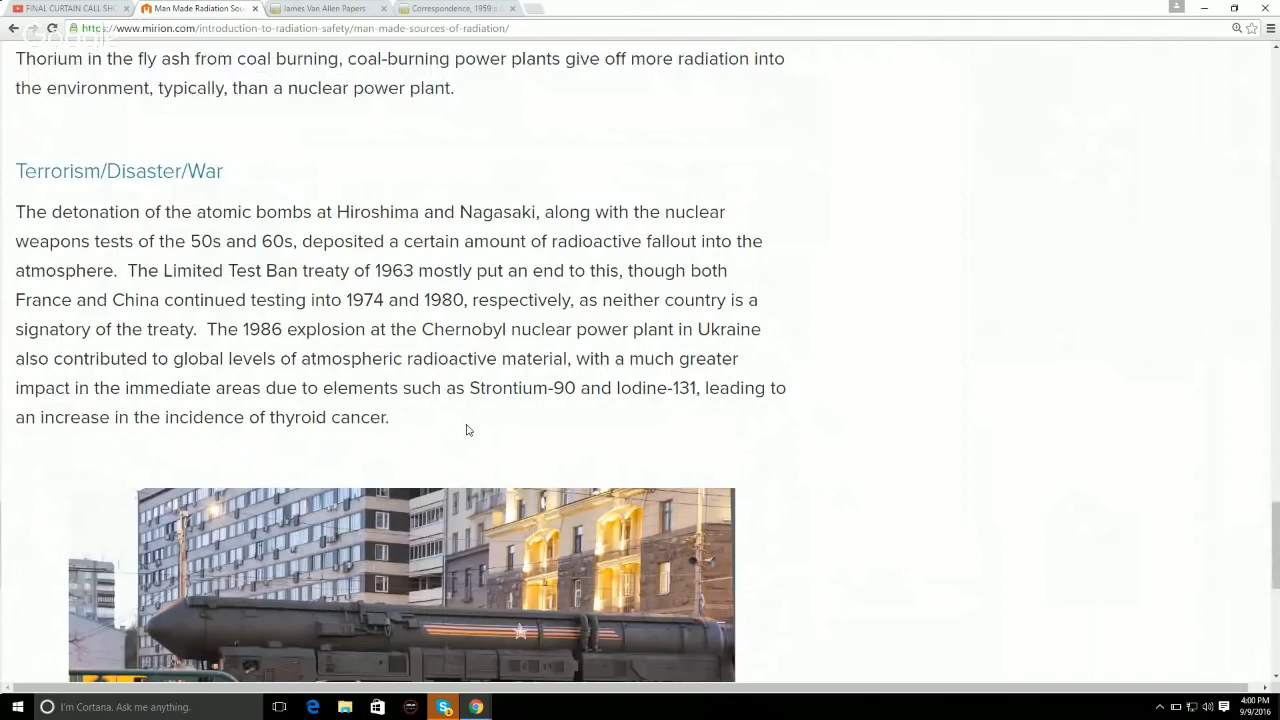 FINAL CURTAIN CALL SHO
Man Made Radiation Sou
James Van Allen Papers
Correspondence, 1959 ::
https://www.mirion.com/introduction-to-radiation-safety/man-made-sources-of-radiation/
Thorium in the fly ash from coal burning, coal-burning power plants give off more radiation into
the environment, typically, than a nuclear power plant.
Terrorism/Disaster/War
The detonation of the atomic bombs at Hiroshima and Nagasaki, along with the nuclear
weapons tests of the 50s and 60s, deposited a certain amount of radioactive fallout into the
atmosphere.  The Limited Test Ban treaty of 1963 mostly put an end to this, though both
France and China continued testing into 1974 and 1980, respectively, as neither country is a
signatory of the treaty.  The 1986 explosion at the Chernobyl nuclear power plant in Ukraine
also contributed to global levels of atmospheric radioactive material, with a much greater
impact in the immediate areas due to elements such as Strontium-90 and Iodine-131, leading to
an increase in the incidence of thyroid cancer.
I'm Cortana. Ask me anything.
4:00 PM
9/9/2016